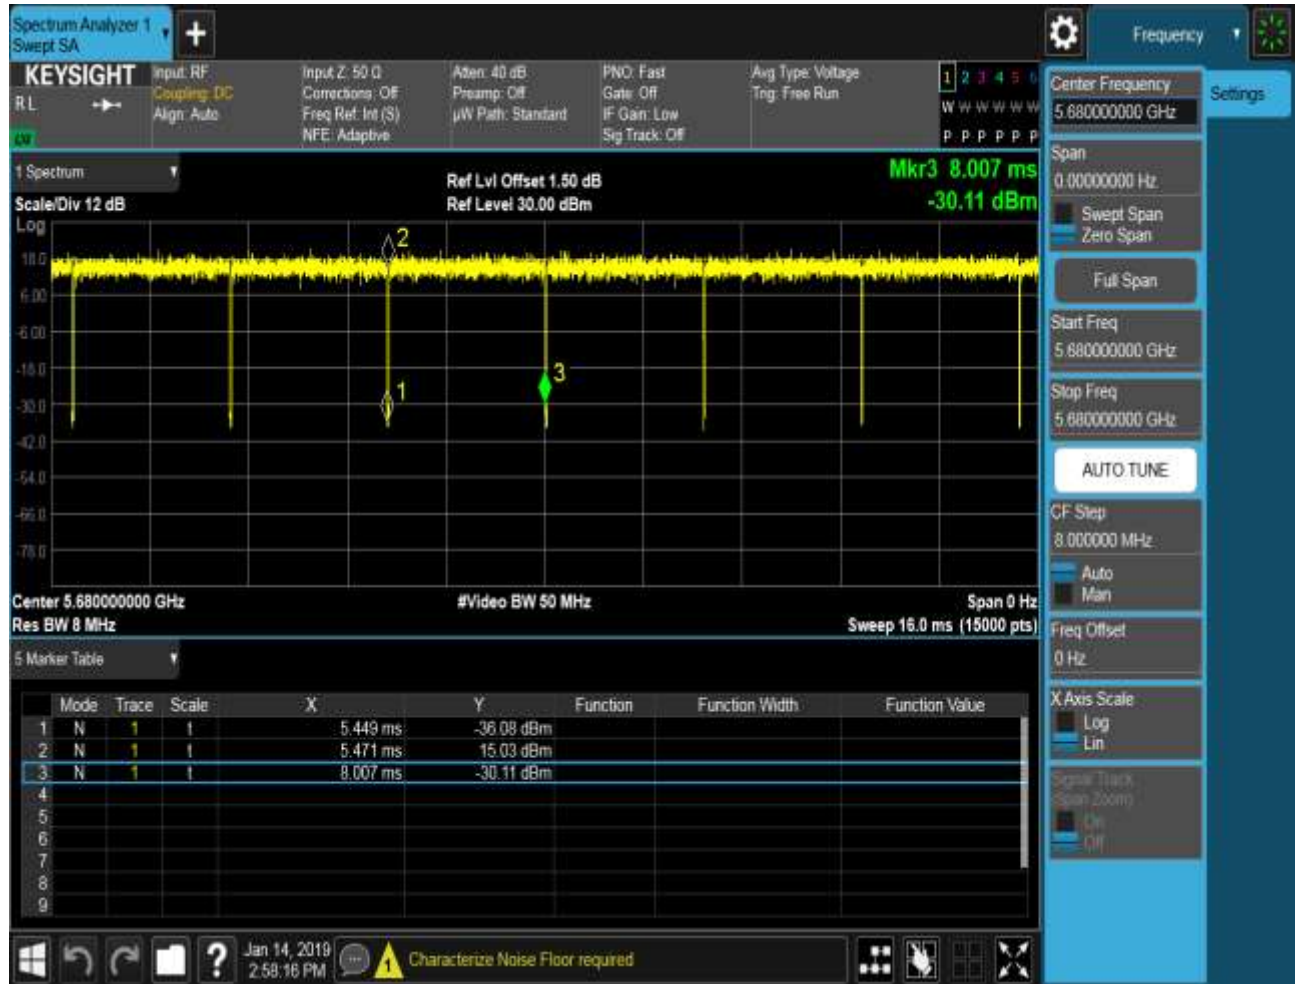 Spectrum Analyzer 1
Swept SA
Frequency
KEYSIGHT
RL
Input: RF
Coupling: DC
Align: Auto
Input Z: 50 Ω
Corrections: Off
Freq Ref: Int (S)
NFE: Adaptive
Atten: 40 dB
Preamp: Off
µW Path: Standard
PNO: Fast
Gate: Off
IF Gain: Low
Sig Track: Off
Avg Type: Voltage
Trig: Free Run
1 2 3 4 5 6
W W W W W W
P P P P P P
1 Spectrum
Scale/Div 12 dB
Log
Ref Lvl Offset 1.50 dB
Ref Level 30.00 dBm
Mkr3 8.007 ms
-30.11 dBm
18.0
6.00
-6.00
-18.0
-30.0
-42.0
-54.0
-66.0
-78.0
2
1
3
Center 5.680000000 GHz
Res BW 8 MHz
#Video BW 50 MHz
Span 0 Hz
Sweep 16.0 ms (15000 pts)
5 Marker Table
Mode Trace Scale X Y Function Function Width Function Value
1 N 1 t 5.449 ms -36.08 dBm
2 N 1 t 5.471 ms 15.03 dBm
3 N 1 t 8.007 ms -30.11 dBm
4
5
6
7
8
9
Jan 14, 2019
2:58:16 PM
?
1
Characterize Noise Floor required
Settings
Center Frequency
5.680000000 GHz
Span
0.00000000 Hz
Swept Span
Zero Span
Full Span
Start Freq
5.680000000 GHz
Stop Freq
5.680000000 GHz
AUTO TUNE
CF Step
8.000000 MHz
Auto
Man
Freq Offset
0 Hz
X Axis Scale
Log
Lin
Signal Track
(Span Zoom)
On
Off